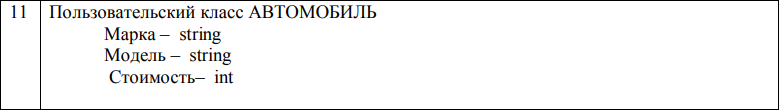 11 Пользовательский класс АВТОМОБИЛЬ
Марка – string
Модель – string
Стоимость– int